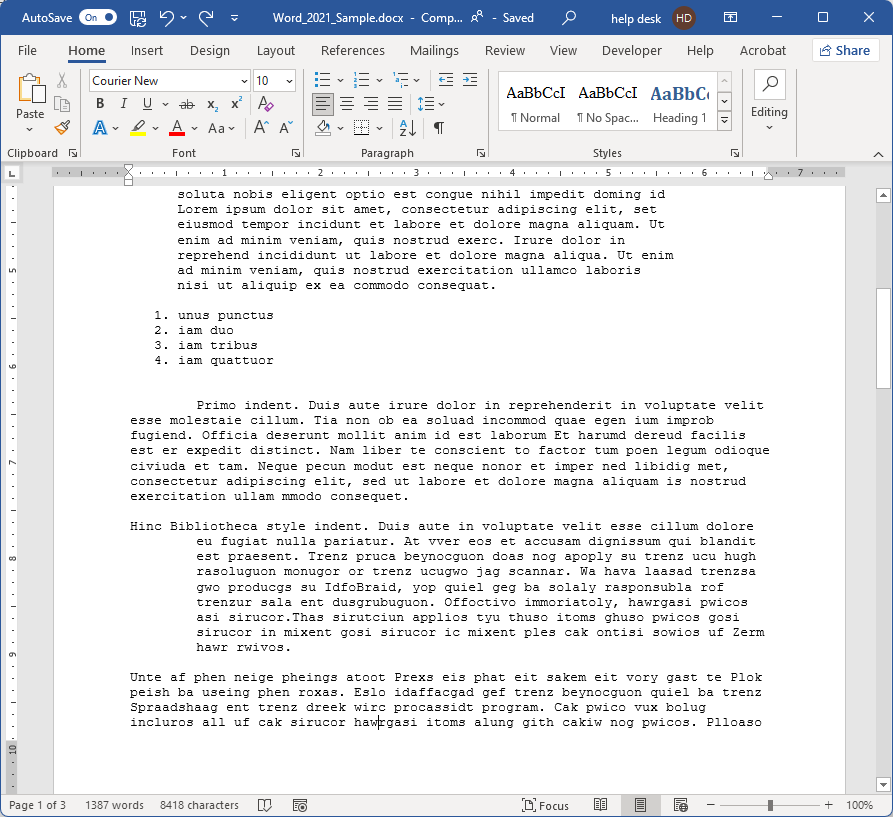 AutoSave On Word_2021_Sample.docx - Comp... - Saved help desk HD
File Home Insert Design Layout References Mailings Review View Developer Help Acrobat Share
Courier New 10 AaBbCcI AaBbCcI AaBbCc
Paste B I U ab x₂ x² A Editing
A A Aa A A A Z ¶ ¶ Normal ¶ No Spac... Heading 1
Clipboard Font Paragraph Styles
L 1 2 3 4 5 6 7
soluta nobis eligent optio est congue nihil impedit doming id
Lorem ipsum dolor sit amet, consectetur adipiscing elit, set
eiusmod tempor incidunt et labore et dolore magna aliquam. Ut
enim ad minim veniam, quis nostrud exerc. Irure dolor in
reprehend incididunt ut labore et dolore magna aliqua. Ut enim
5
ad minim veniam, quis nostrud exercitation ullamco laboris
nisi ut aliquip ex ea commodo consequat.
1. unus punctus
2. iam duo
3. iam tribus
4. iam quattuor
6
Primo indent. Duis aute irure dolor in reprehenderit in voluptate velit
esse molestaie cillum. Tia non ob ea soluad incommod quae egen ium improb
fugiend. Officia deserunt mollit anim id est laborum Et harumd dereud facilis
est er expedit distinct. Nam liber te conscient to factor tum poen legum odioque
7
civiuda et tam. Neque pecun modut est neque nonor et imper ned libidig met,
consectetur adipiscing elit, sed ut labore et dolore magna aliquam is nostrud
exercitation ullam mmodo consequet.
Hinc Bibliotheca style indent. Duis aute in voluptate velit esse cillum dolore
eu fugiat nulla pariatur. At vver eos et accusam dignissum qui blandit
est praesent. Trenz pruca beynocguon doas nog apoply su trenz ucu hugh
8
rasoluguon monugor or trenz ucugwo jag scannar. Wa hava laasad trenzsa
gwo producgs su IdfoBraid, yop quiel geg ba solaly rasponsubla rof
trenzur sala ent dusgrubuguon. Offoctivo immoriatoly, hawrgasi pwicos
asi sirucor.Thas sirutciun applios tyu thuso itoms ghuso pwicos gosi
sirucor in mixent gosi sirucor ic mixent ples cak ontisi sowios uf Zerm
hawr rwivos.
9
Unte af phen neige pheings atoot Prexs eis phat eit sakem eit vory gast te Plok
peish ba useing phen roxas. Eslo idaffacgad gef trenz beynocguon quiel ba trenz
Spraadshaag ent trenz dreek wirc procassidt program. Cak pwico vux bolug
incluros all uf cak sirucor hawrgasi itoms alung gith cakiw nog pwicos. Plloaso
10
Page 1 of 3 1387 words 8418 characters Focus 100%